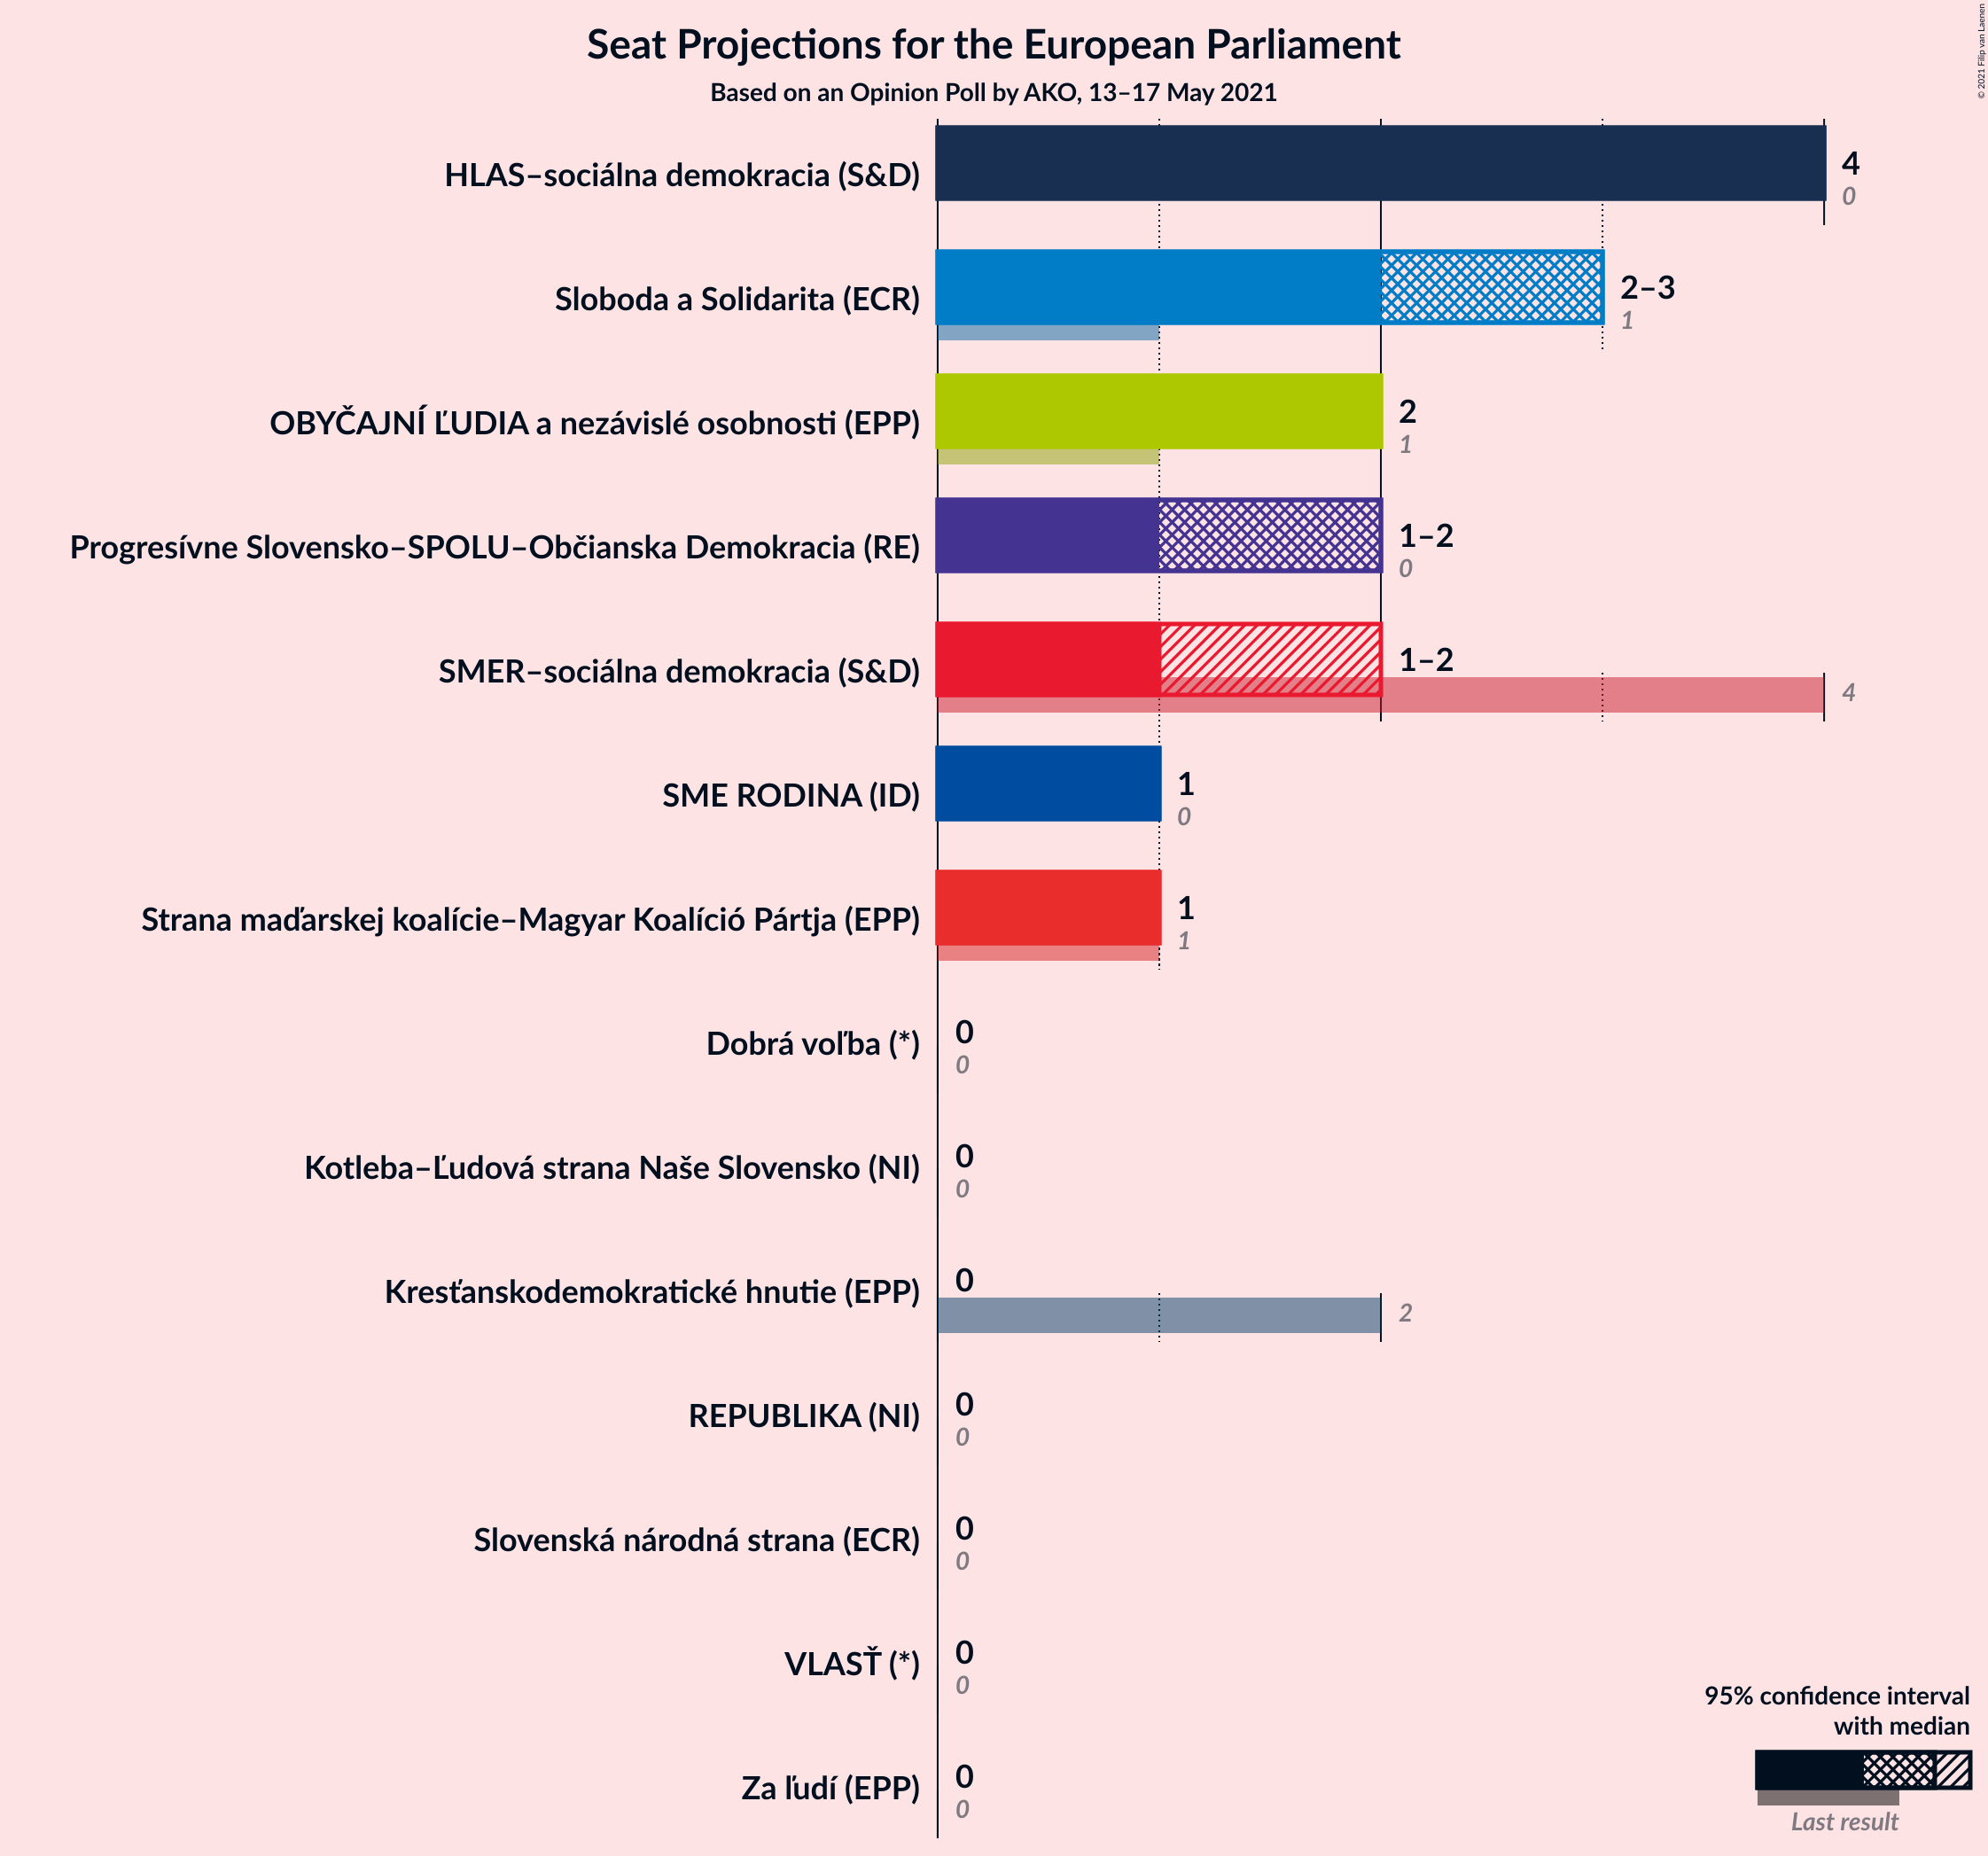 Seat Projections for the European Parliament
Based on an Opinion Poll by AKO, 13–17 May 2021
© 2021 Filip van Laenen
HLAS–sociálna demokracia (S&D)
4
0
Sloboda a Solidarita (ECR)
2–3
1
OBYČAJNÍ ĽUDIA a nezávislé osobnosti (EPP)
2
1
Progresívne Slovensko–SPOLU–Občianska Demokracia (RE)
1–2
0
SMER–sociálna demokracia (S&D)
1–2
4
SME RODINA (ID)
1
0
Strana maďarskej koalície–Magyar Koalíció Pártja (EPP)
1
1
Dobrá voľba (*)
0
0
Kotleba–Ľudová strana Naše Slovensko (NI)
0
0
Kresťanskodemokratické hnutie (EPP)
0
2
REPUBLIKA (NI)
0
0
Slovenská národná strana (ECR)
0
0
VLASŤ (*)
0
0
Za ľudí (EPP)
0
0
95% confidence interval
with median
Last result